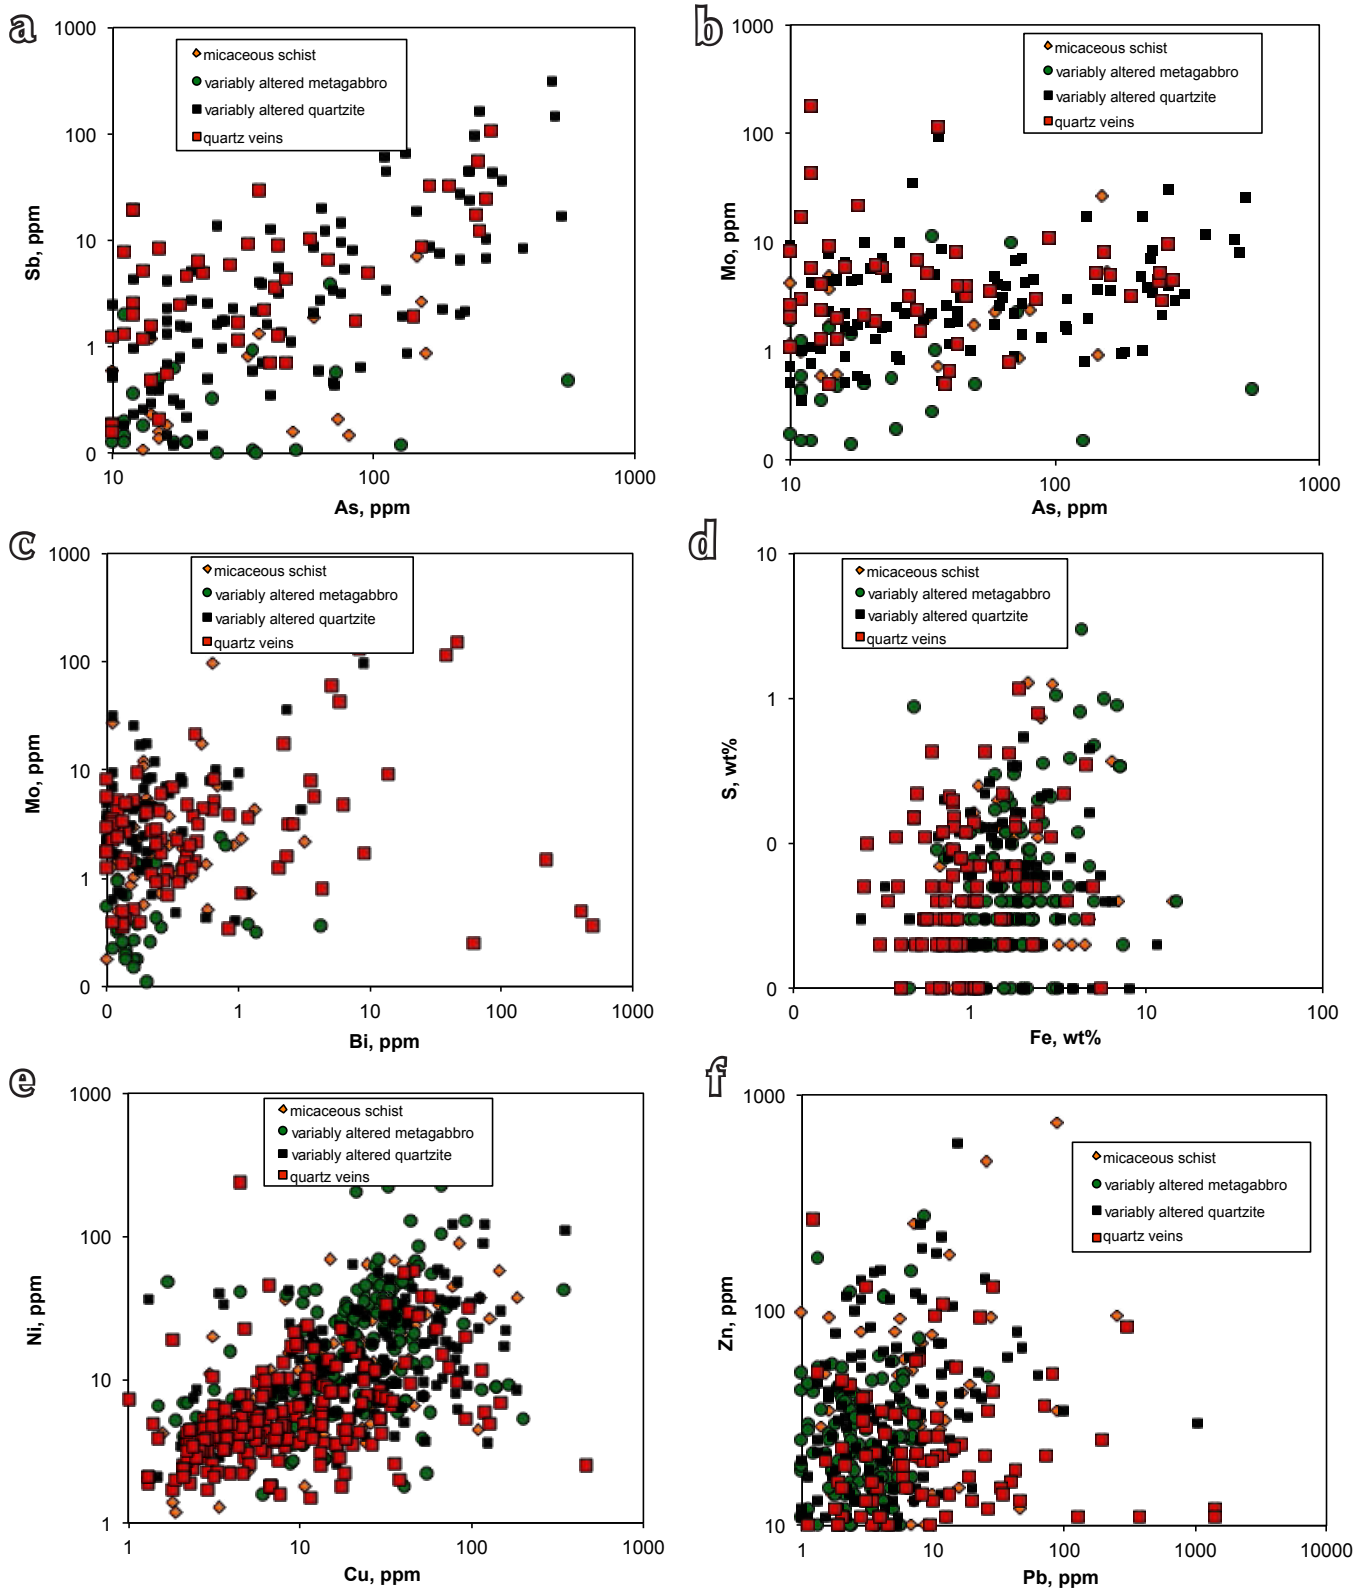 a
1000
100
10
1
0
10
100
1000
Sb, ppm
As, ppm
micaceous schist
variably altered metagabbro
variably altered quartzite
quartz veins
b
1000
100
10
1
0
10
100
1000
Mo, ppm
As, ppm
micaceous schist
variably altered metagabbro
variably altered quartzite
quartz veins
c
1000
100
10
1
0
0
1
10
100
1000
Mo, ppm
Bi, ppm
micaceous schist
variably altered metagabbro
variably altered quartzite
quartz veins
d
10
1
0
0
0
1
10
100
S, wt%
Fe, wt%
micaceous schist
variably altered metagabbro
variably altered quartzite
quartz veins
e
1000
100
10
1
1
10
100
1000
Ni, ppm
Cu, ppm
micaceous schist
variably altered metagabbro
variably altered quartzite
quartz veins
f
1000
100
10
1
10
100
1000
10000
Zn, ppm
Pb, ppm
micaceous schist
variably altered metagabbro
variably altered quartzite
quartz veins